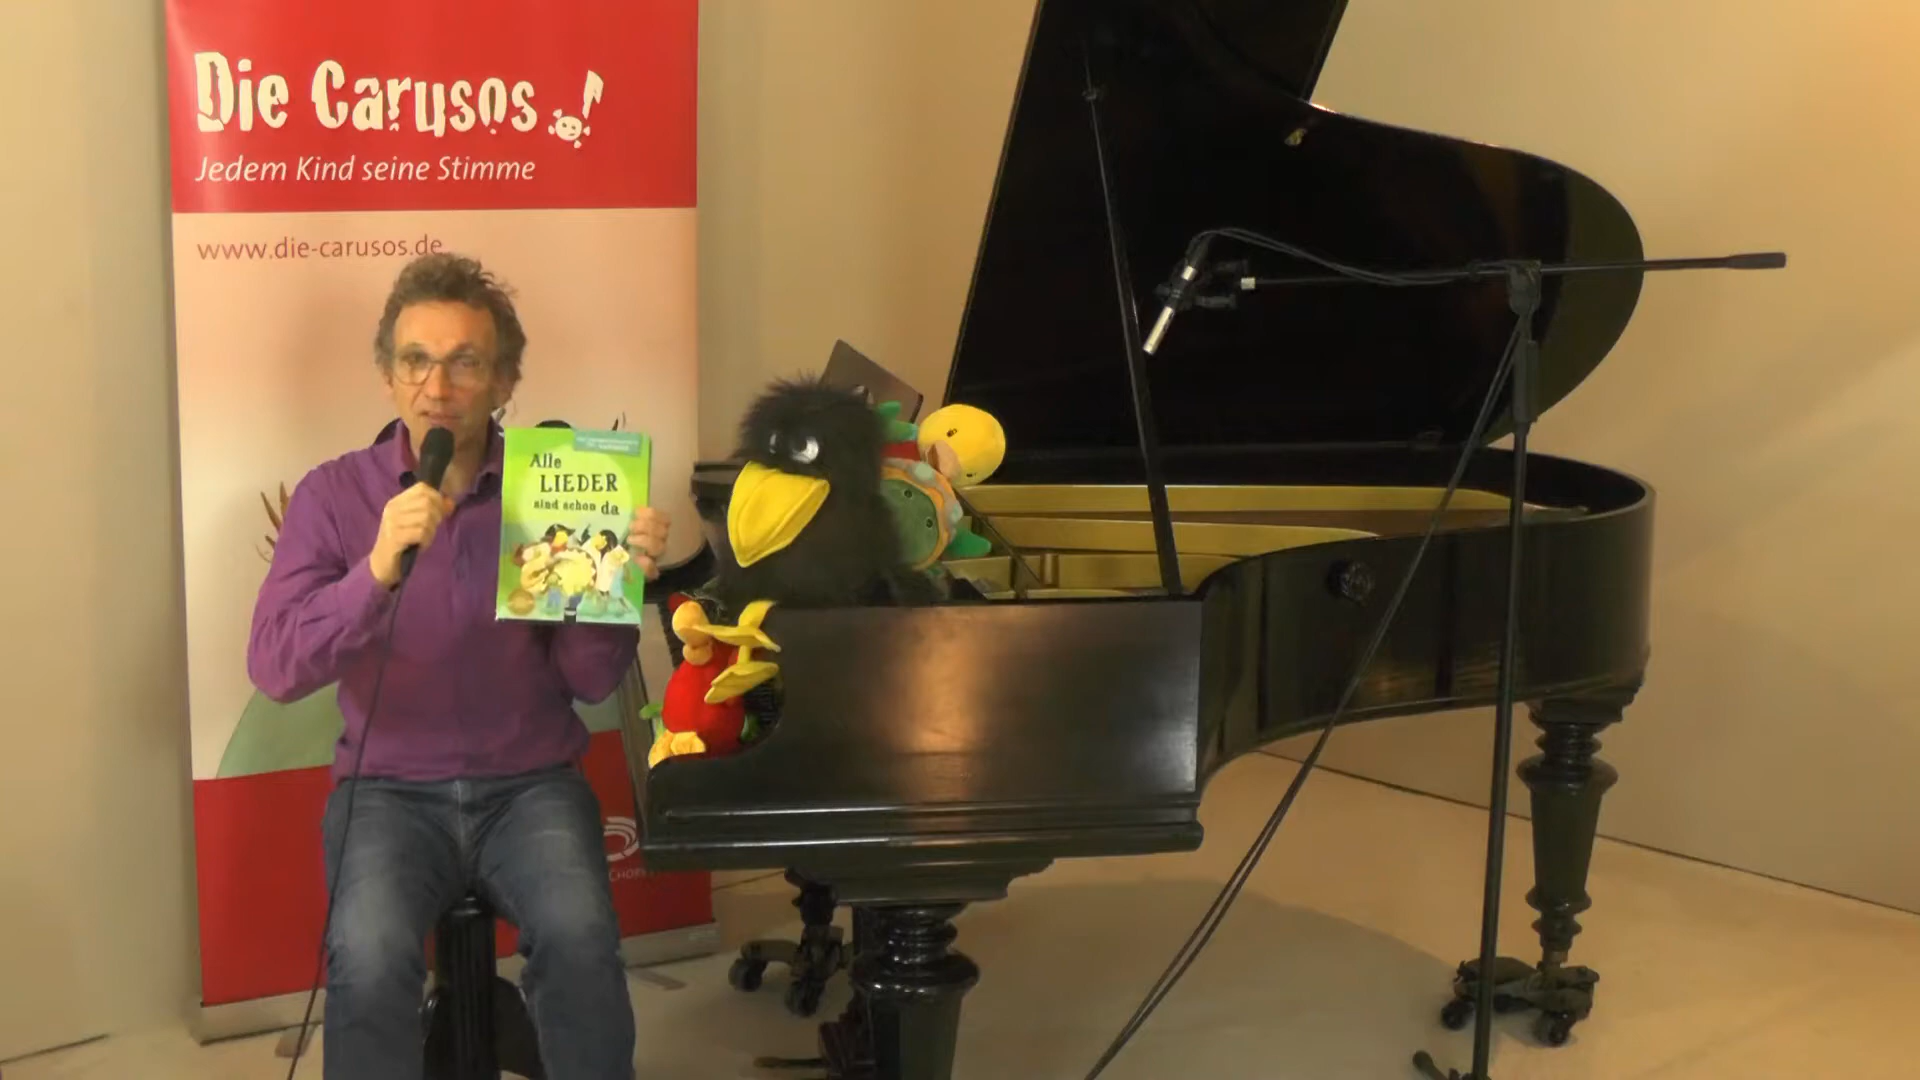 Die Carusos
Jedem Kind seine Stimme
www.die-carusos.de
Alle
LIEDER
sind schon da